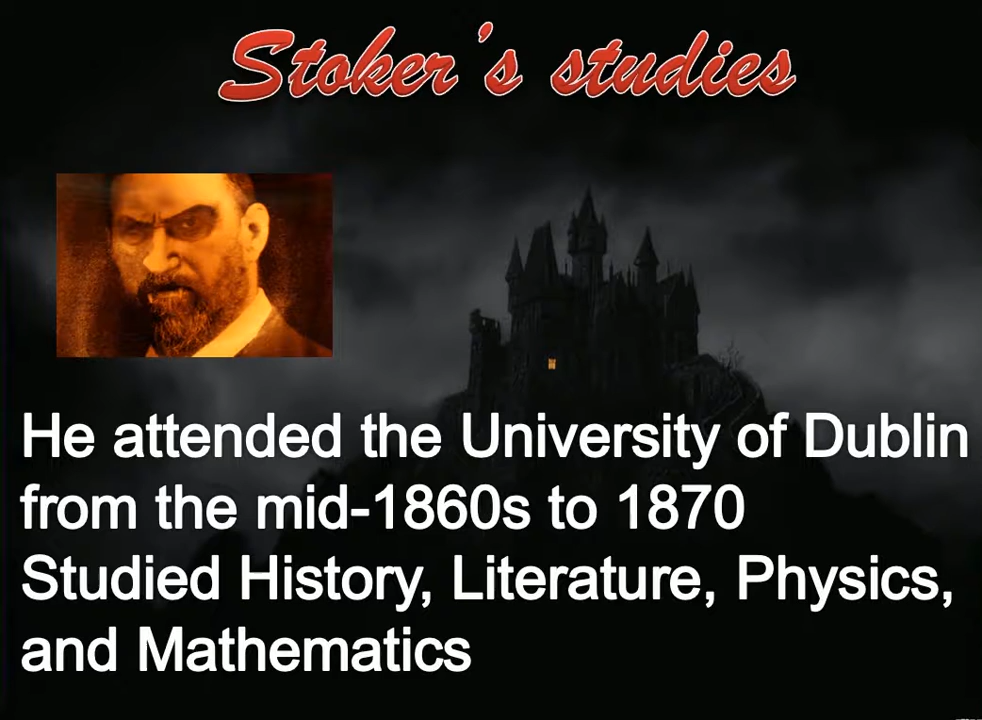 Stoker's studies
He attended the University of Dublin
from the mid-1860s to 1870
Studied History, Literature, Physics,
and Mathematics